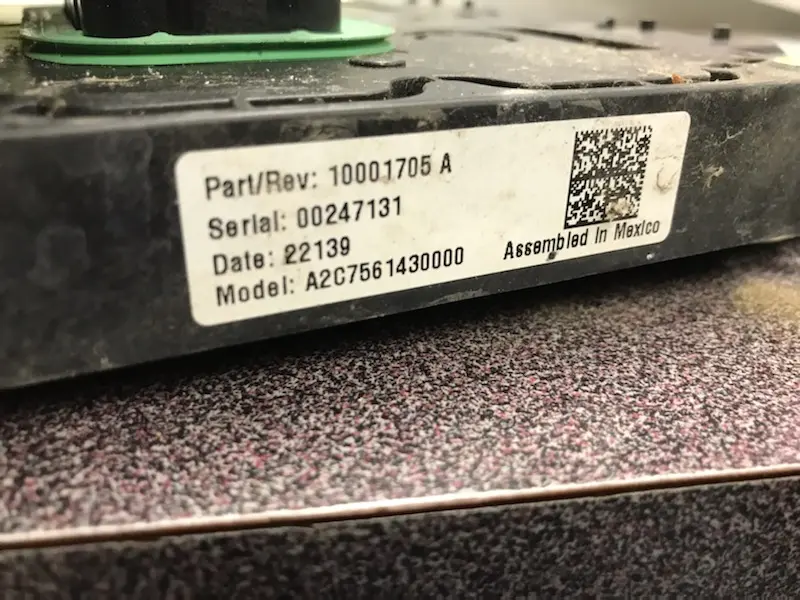 Part/Rev: 10001705 A
Serial: 00247131
Date: 22139
Model: A2C7561430000
Assembled In Mexico